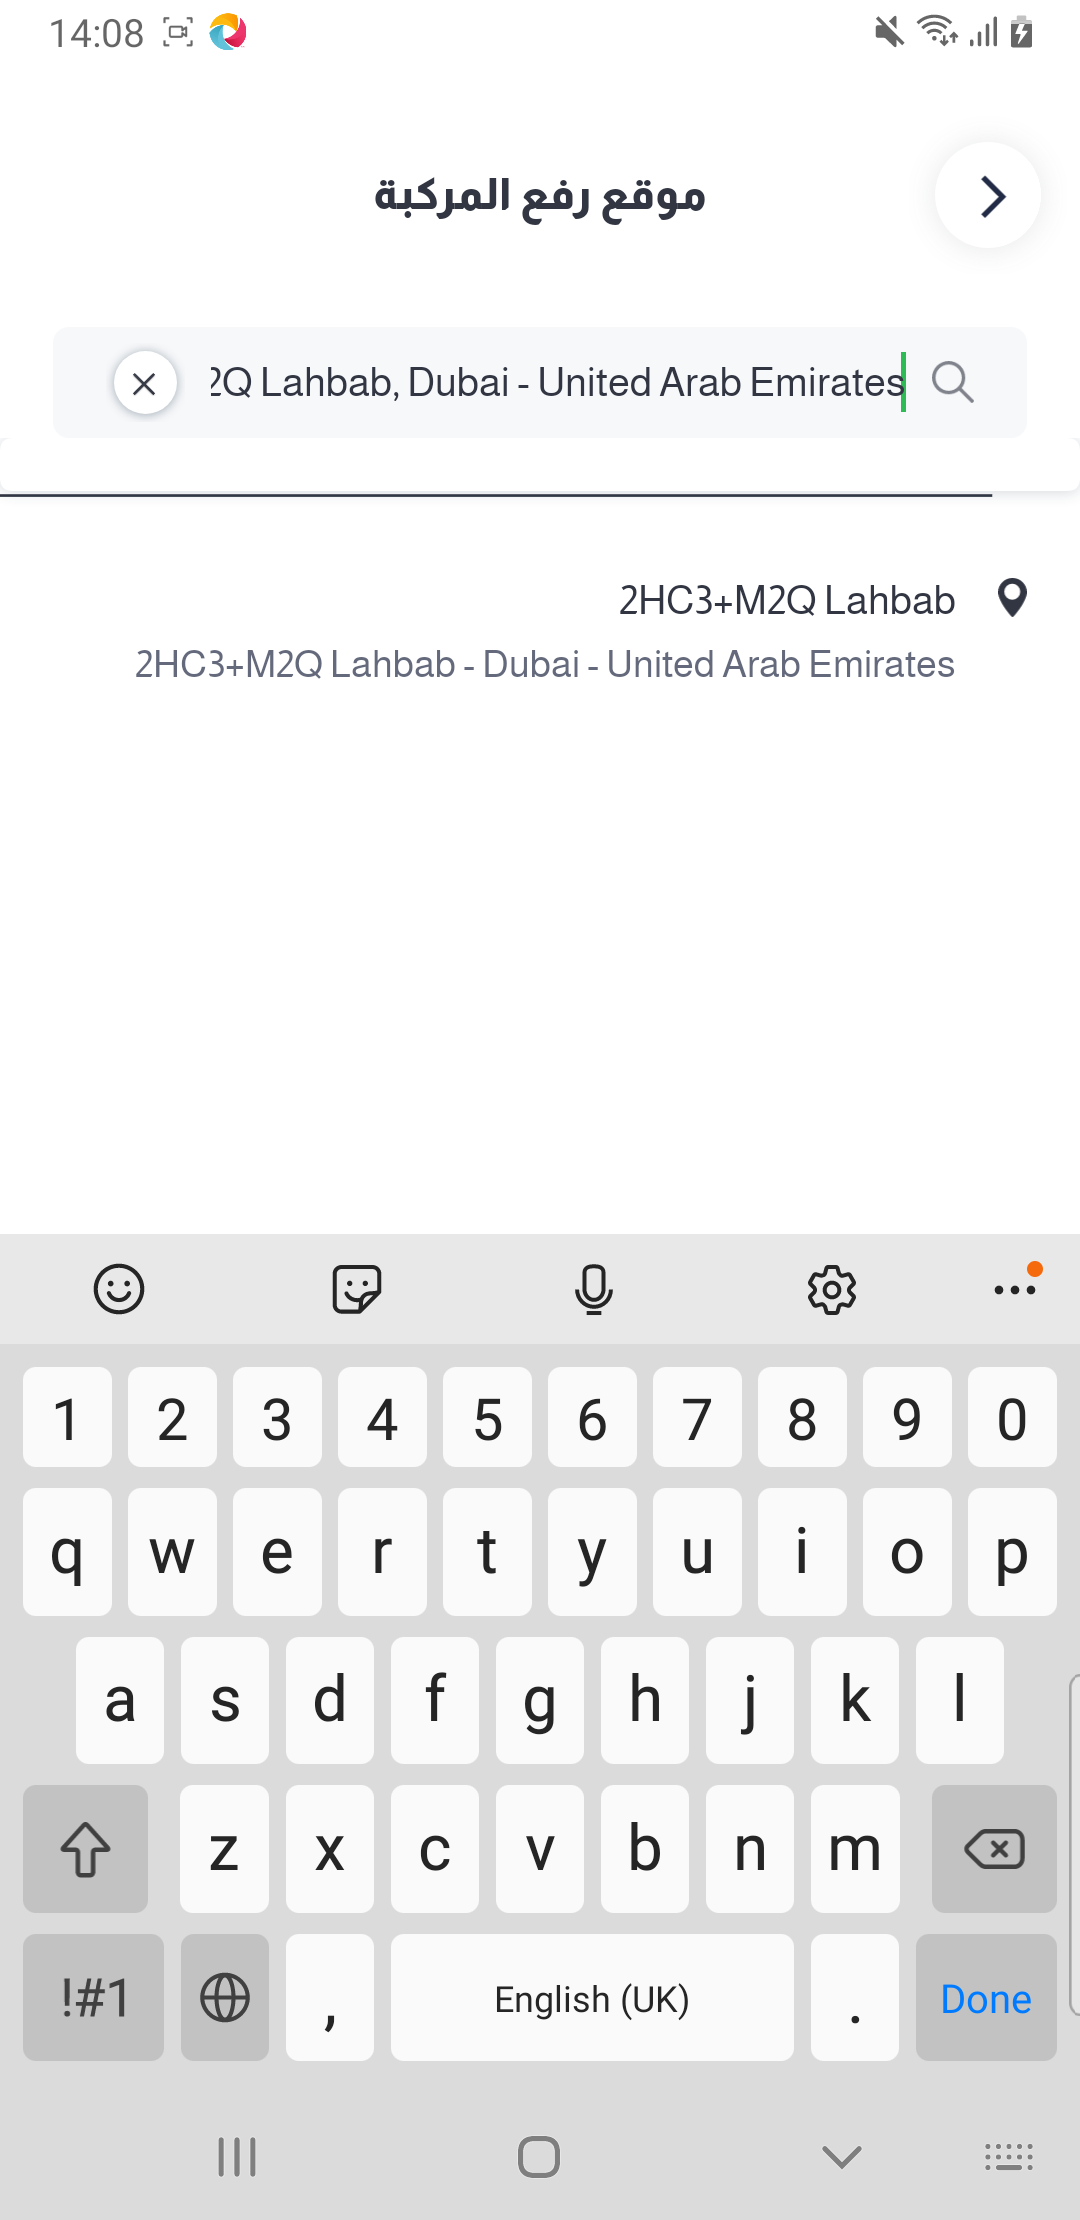 14:08
موقع رفع المركبة
2Q Lahbab, Dubai - United Arab Emirates
2HC3+M2Q Lahbab
2HC3+M2Q Lahbab - Dubai - United Arab Emirates
1 2 3 4 5 6 7 8 9 0
q w e r t y u i o p
a s d f g h j k l
z x c v b n m
!#1 , English (UK) . Done